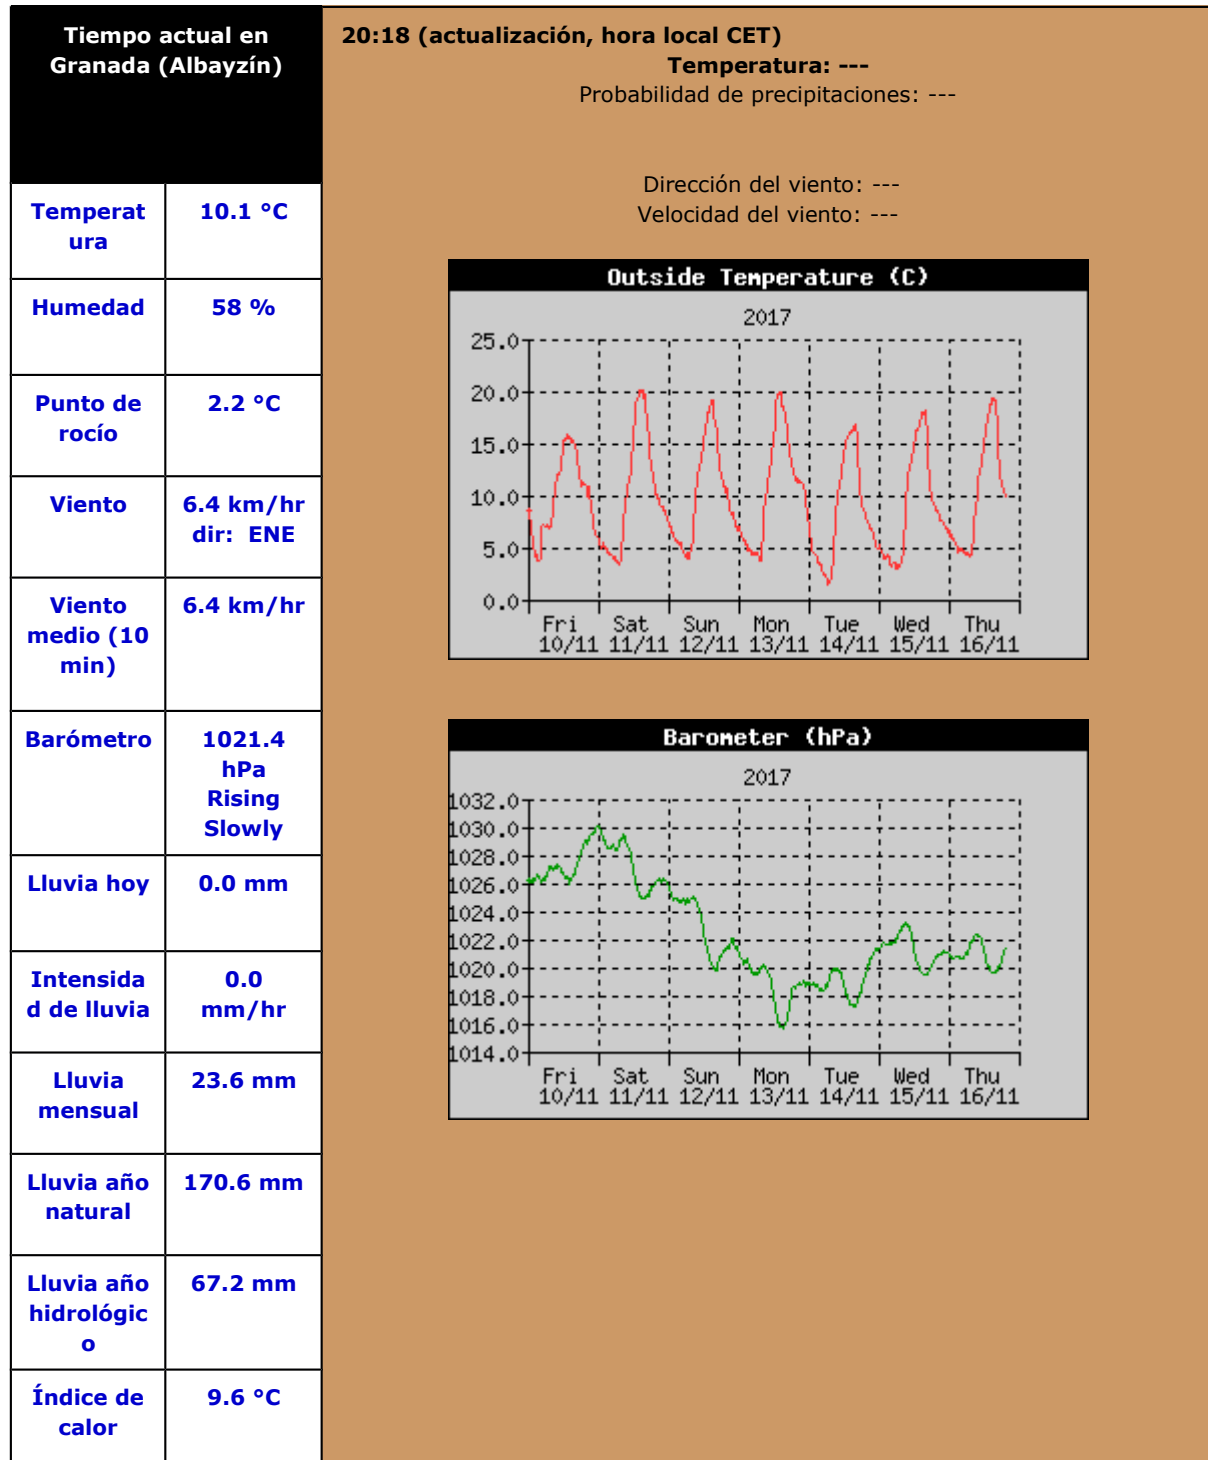 Tiempo actual en
Granada (Albayzín)
20:18 (actualización, hora local CET)
Temperatura: ---
Probabilidad de precipitaciones: ---
Dirección del viento: ---
Velocidad del viento: ---
Temperat
ura
10.1 °C
Humedad
58 %
Punto de
rocío
2.2 °C
Viento
6.4 km/hr
dir: ENE
Viento
medio (10
min)
6.4 km/hr
Barómetro
1021.4
hPa
Rising
Slowly
Lluvia hoy
0.0 mm
Intensida
d de lluvia
0.0
mm/hr
Lluvia
mensual
23.6 mm
Lluvia año
natural
170.6 mm
Lluvia año
hidrológic
o
67.2 mm
Índice de
calor
9.6 °C
Outside Temperature (C)
2017
25.0
20.0
15.0
10.0
5.0
0.0
Fri Sat Sun Mon Tue Wed Thu
10/11 11/11 12/11 13/11 14/11 15/11 16/11
Barometer (hPa)
2017
1032.0
1030.0
1028.0
1026.0
1024.0
1022.0
1020.0
1018.0
1016.0
1014.0
Fri Sat Sun Mon Tue Wed Thu
10/11 11/11 12/11 13/11 14/11 15/11 16/11